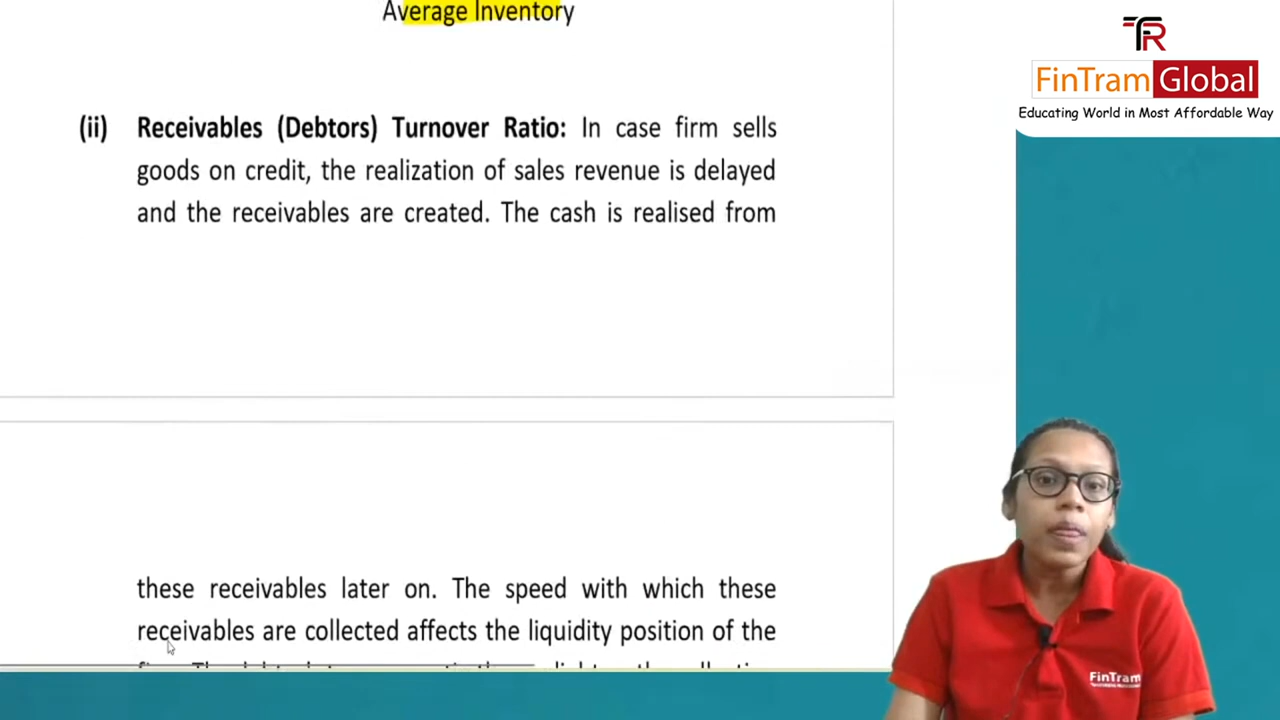 Average Inventory
(ii) Receivables (Debtors) Turnover Ratio: In case firm sells
goods on credit, the realization of sales revenue is delayed
and the receivables are created. The cash is realised from
these receivables later on. The speed with which these
receivables are collected affects the liquidity position of the
TR
FinTram Global
Educating World in Most Affordable Way
FinTram